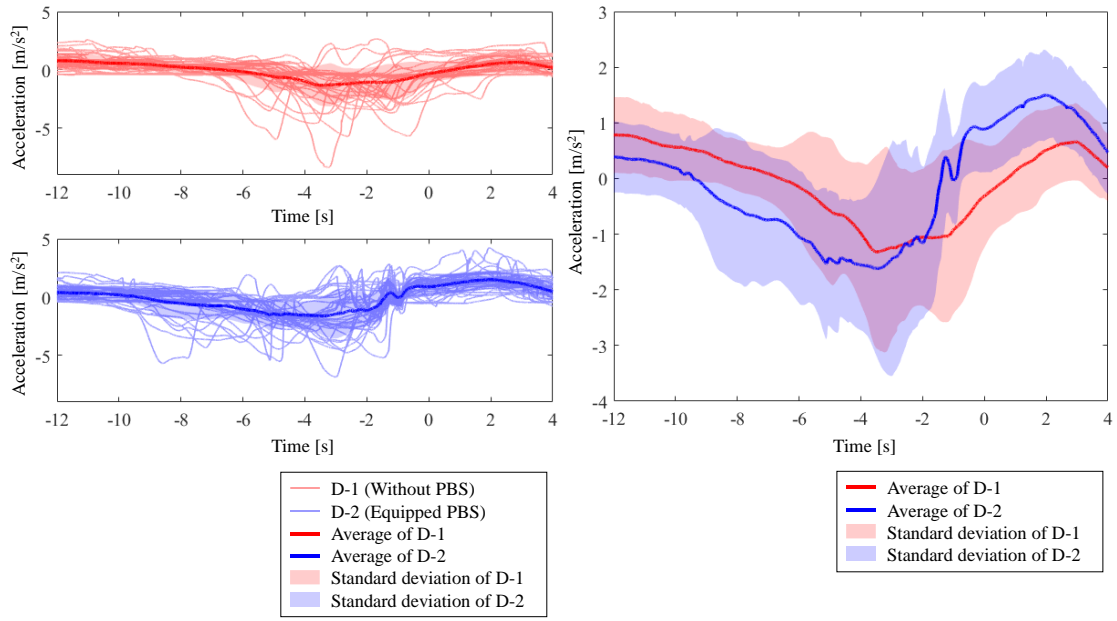 5
0
-5
Acceleration [m/s²]
-12 -10 -8 -6 -4 -2 0 2 4
Time [s]
5
0
-5
Acceleration [m/s²]
-12 -10 -8 -6 -4 -2 0 2 4
Time [s]
D-1 (Without PBS)
D-2 (Equipped PBS)
Average of D-1
Average of D-2
Standard deviation of D-1
Standard deviation of D-2
3
2
1
0
-1
-2
-3
-4
Acceleration [m/s²]
-12 -10 -8 -6 -4 -2 0 2 4
Time [s]
Average of D-1
Average of D-2
Standard deviation of D-1
Standard deviation of D-2